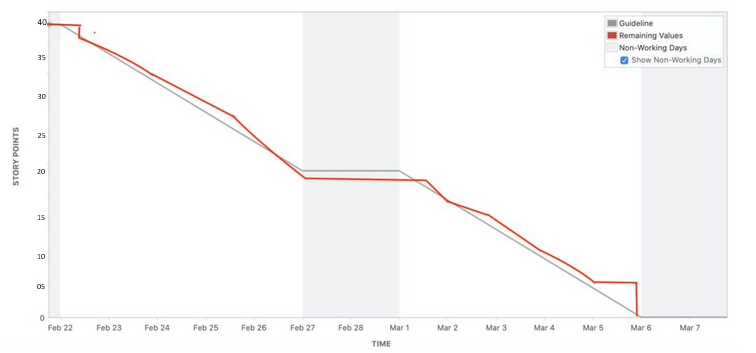 40
35
30
25
20
15
10
05
0
STORY POINTS
Guideline
Remaining Values
Non-Working Days
Show Non-Working Days
Feb 22 Feb 23 Feb 24 Feb 25 Feb 26 Feb 27 Feb 28 Mar 1 Mar 2 Mar 3 Mar 4 Mar 5 Mar 6 Mar 7
TIME